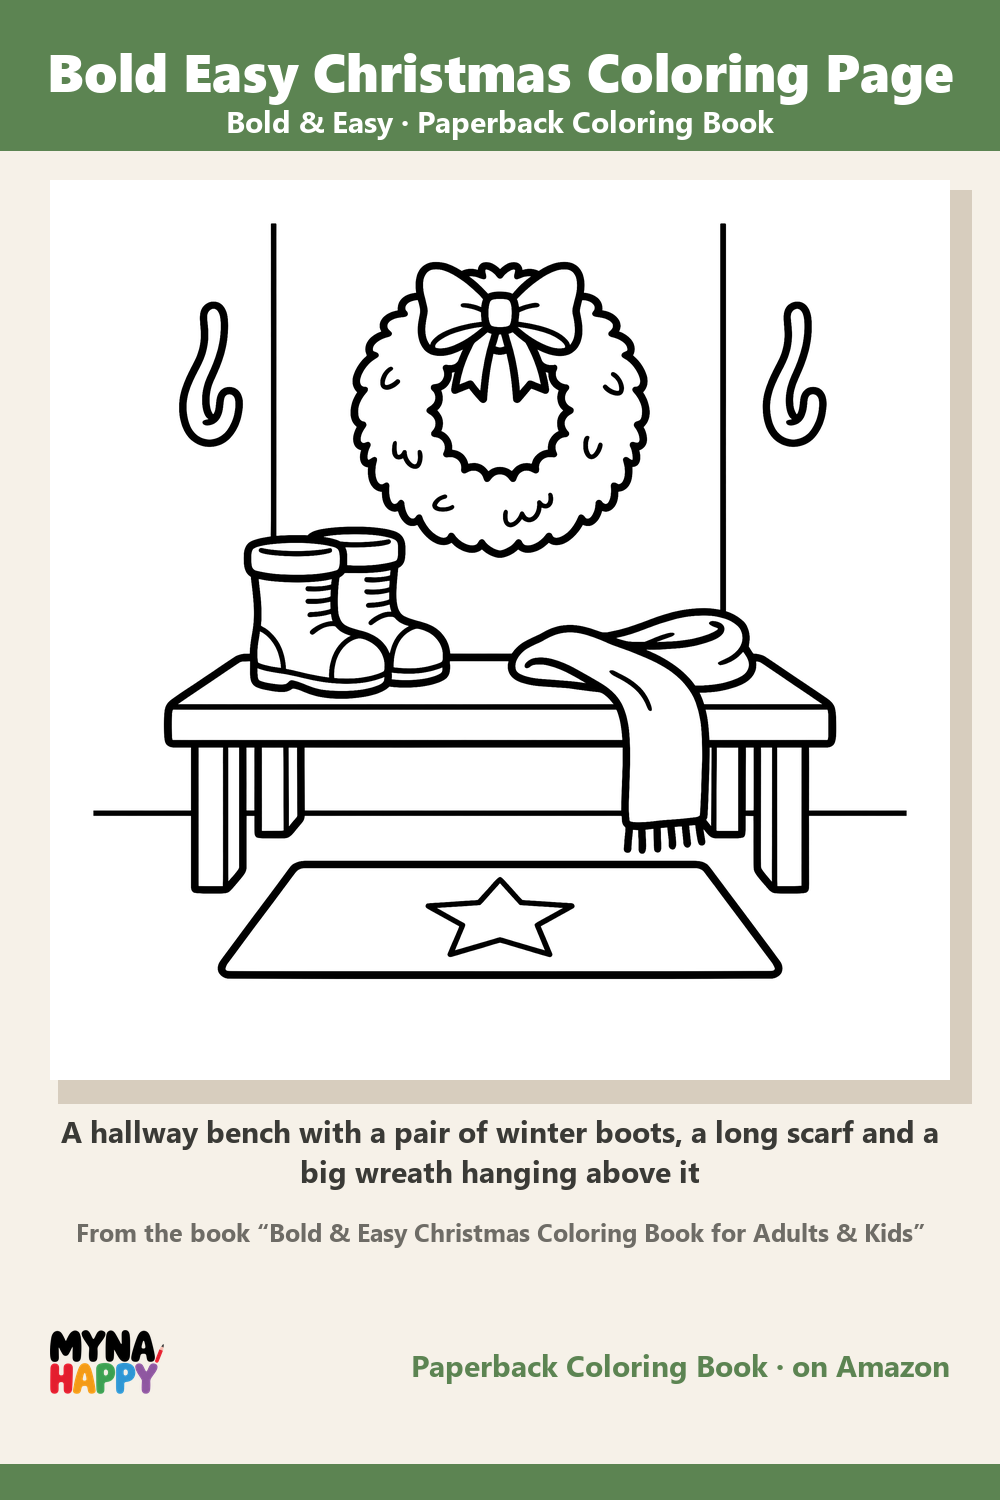 Bold Easy Christmas Coloring Page
Bold & Easy · Paperback Coloring Book
A hallway bench with a pair of winter boots, a long scarf and a
big wreath hanging above it
From the book “Bold & Easy Christmas Coloring Book for Adults & Kids”
MYNA
HAPPY
Paperback Coloring Book · on Amazon